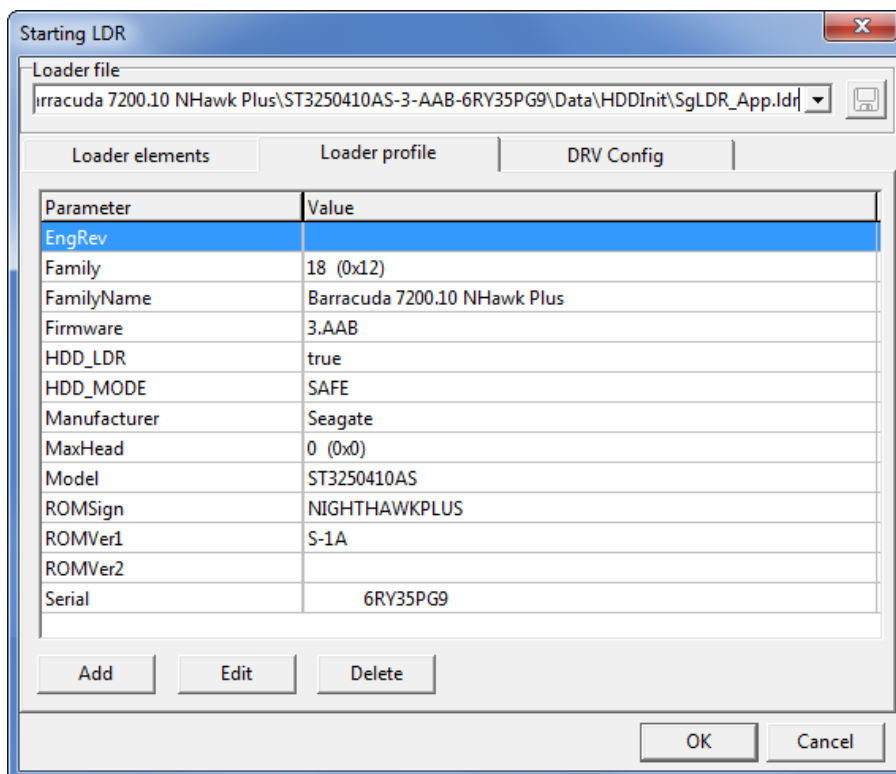 Starting LDR
Loader file
rracuda 7200.10 NHawk Plus\ST3250410AS-3-AAB-6RY35PG9\Data\HDDInit\SgLDR_App.ldr
Loader elements Loader profile DRV Config
Parameter Value
EngRev
Family 18 (0x12)
FamilyName Barracuda 7200.10 NHawk Plus
Firmware 3.AAB
HDD_LDR true
HDD_MODE SAFE
Manufacturer Seagate
MaxHead 0 (0x0)
Model ST3250410AS
ROMSign NIGHTHAWKPLUS
ROMVer1 S-1A
ROMVer2
Serial 6RY35PG9
Add Edit Delete
OK Cancel